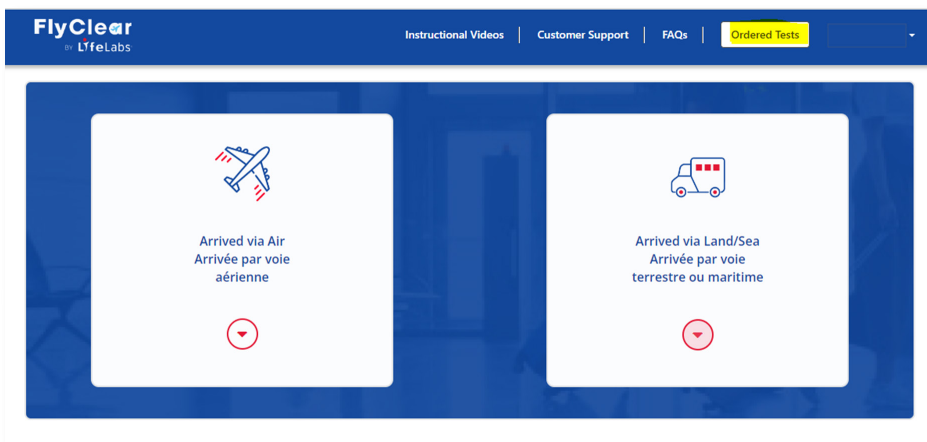 FlyClear
BY LifeLabs
Instructional Videos
Customer Support
FAQs
Ordered Tests
Arrived via Air
Arrivée par voie
aérienne
Arrived via Land/Sea
Arrivée par voie
terrestre ou maritime